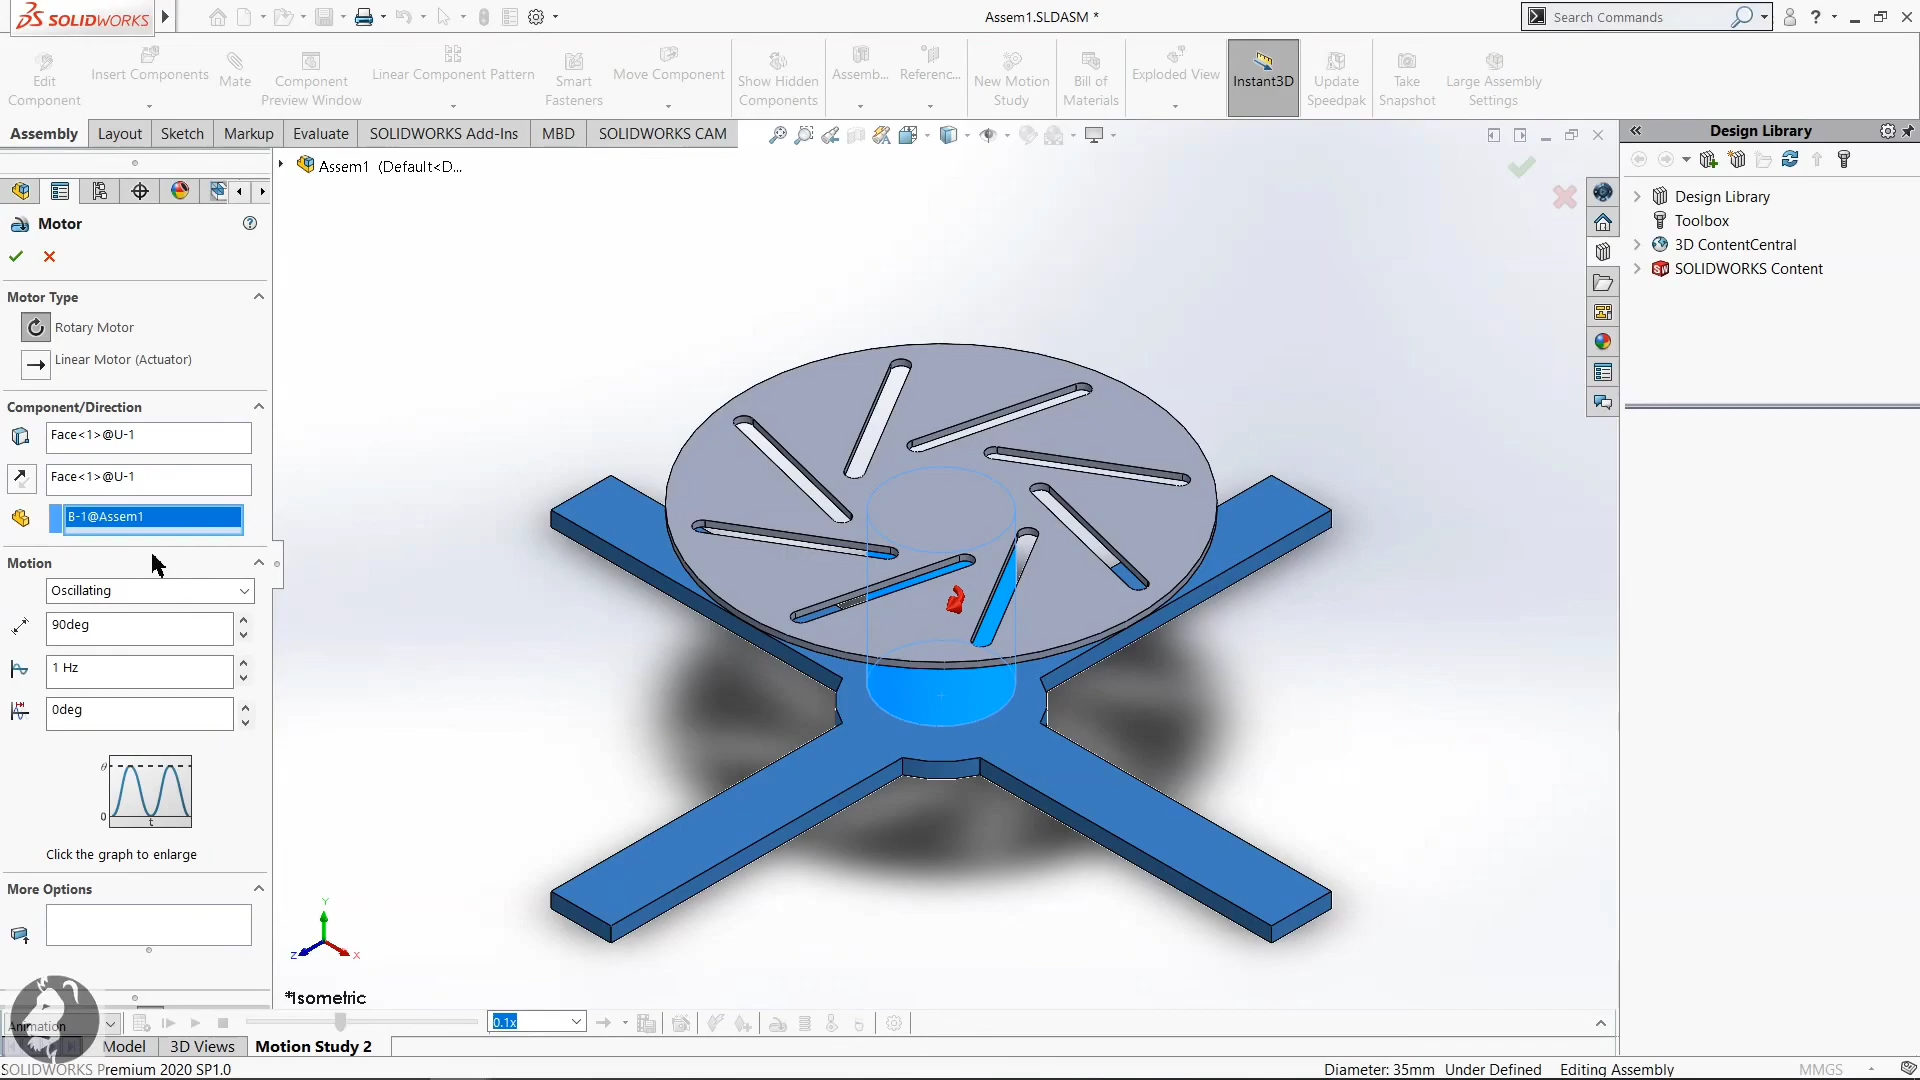 SOLIDWORKS
Assem1.SLDASM *
Search Commands
Edit Component
Insert Components
Mate
Component Preview Window
Linear Component Pattern
Smart Fasteners
Move Component
Show Hidden Components
Assemb...
Referenc...
New Motion Study
Bill of Materials
Exploded View
Instant3D
Update Speedpak
Take Snapshot
Large Assembly Settings
Assembly
Layout
Sketch
Markup
Evaluate
SOLIDWORKS Add-Ins
MBD
SOLIDWORKS CAM
Design Library
Assem1 (Default<D...
Motor
Motor Type
Rotary Motor
Linear Motor (Actuator)
Component/Direction
Face<1>@U-1
Face<1>@U-1
B-1@Assem1
Motion
Oscillating
90deg
1 Hz
0deg
θ
0
t
Click the graph to enlarge
More Options
Design Library
Toolbox
3D ContentCentral
SOLIDWORKS Content
Y
Z
X
*Isometric
Animation
0.1x
Model
3D Views
Motion Study 2
SOLIDWORKS Premium 2020 SP1.0
Diameter: 35mm
Under Defined
Editing Assembly
MMGS